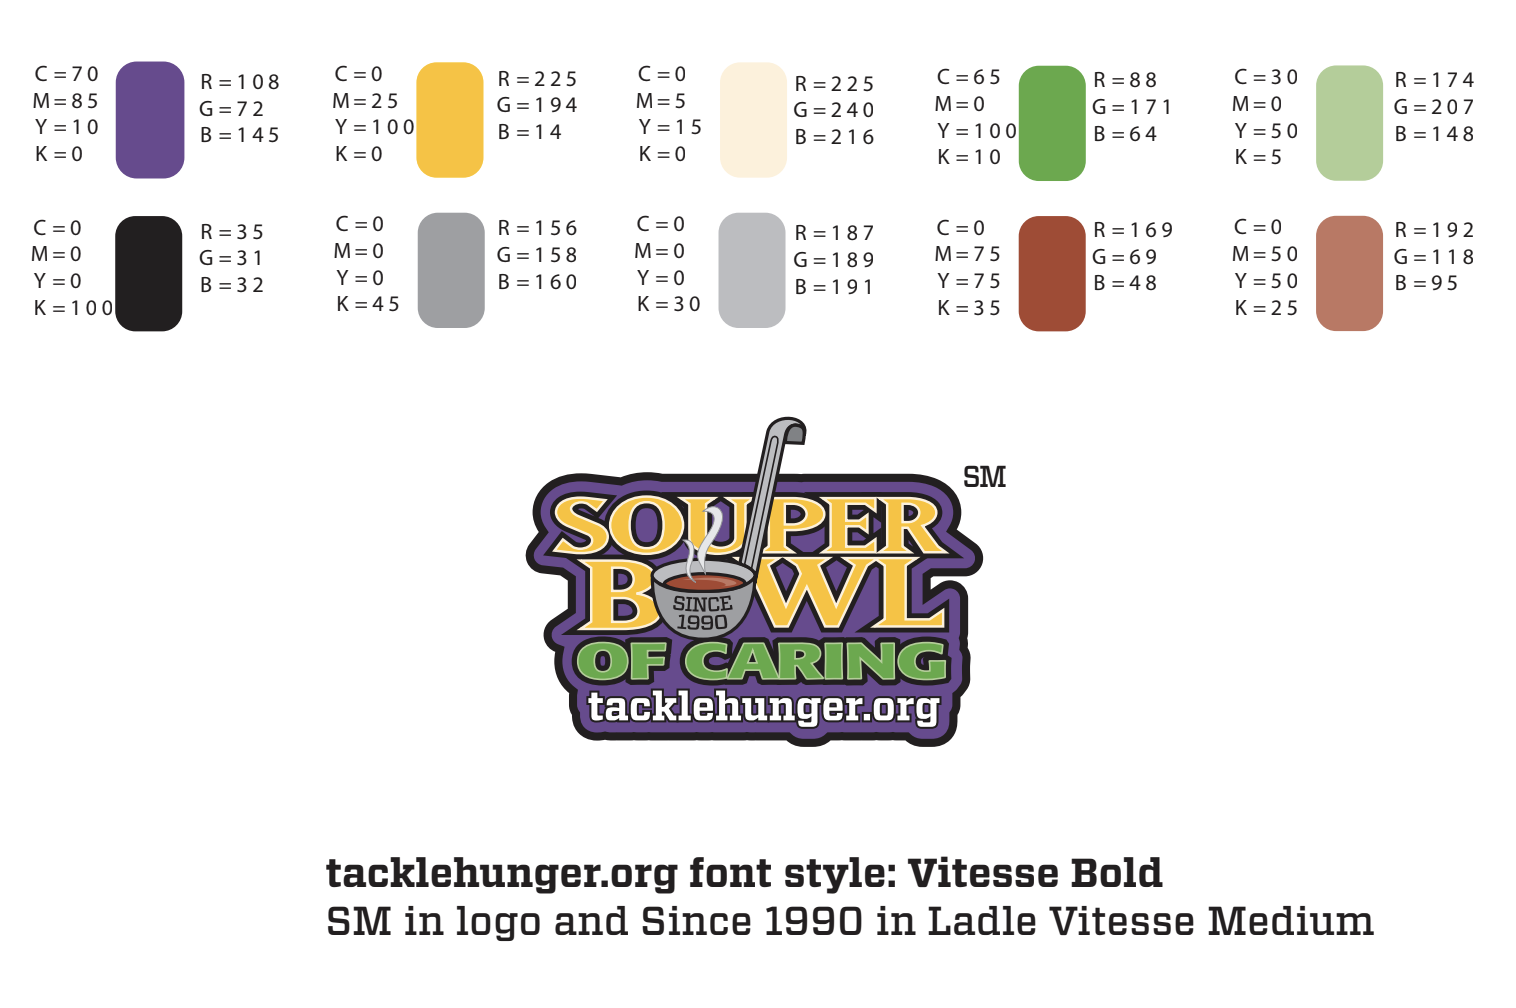 C=70
M=85
Y=10
K=0
R=108
G=72
B=145
C=0
M=25
Y=100
K=0
R=225
G=194
B=14
C=0
M=5
Y=15
K=0
R=225
G=240
B=216
C=65
M=0
Y=100
K=10
R=88
G=171
B=64
C=30
M=0
Y=50
K=5
R=174
G=207
B=148
C=0
M=0
Y=0
K=100
R=35
G=31
B=32
C=0
M=0
Y=0
K=45
R=156
G=158
B=160
C=0
M=0
Y=0
K=30
R=187
G=189
B=191
C=0
M=75
Y=75
K=35
R=169
G=69
B=48
C=0
M=50
Y=50
K=25
R=192
G=118
B=95
SM
SOUPER
BOWL
SINCE
1990
OF CARING
tacklehunger.org
tacklehunger.org font style: Vitesse Bold
SM in logo and Since 1990 in Ladle Vitesse Medium